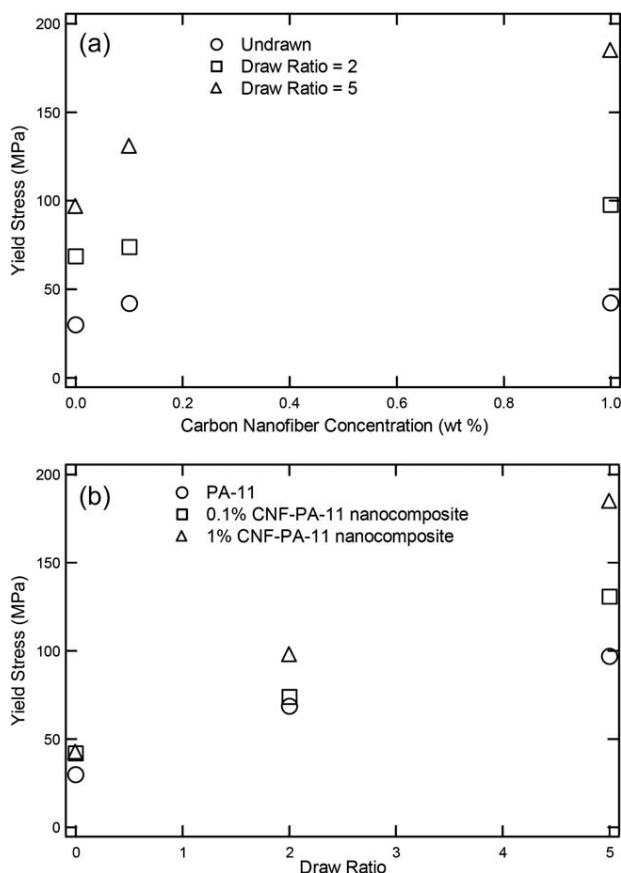 (a)
Undrawn
Draw Ratio = 2
Draw Ratio = 5
200
150
100
50
0
Yield Stress (MPa)
0.0 0.2 0.4 0.6 0.8 1.0
Carbon Nanofiber Concentration (wt %)
(b)
PA-11
0.1% CNF-PA-11 nanocomposite
1% CNF-PA-11 nanocomposite
200
150
100
50
0
Yield Stress (MPa)
0 1 2 3 4 5
Draw Ratio